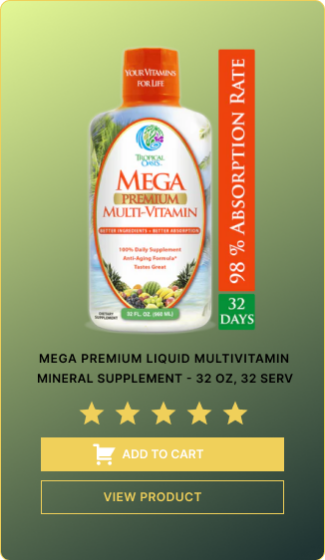 YOUR VITAMINS
FOR LIFE
TROPICAL
OASIS
MEGA
PREMIUM
MULTI-VITAMIN
BETTER INGREDIENTS • BETTER ABSORPTION
100% Daily Supplement
Anti-Aging Formula*
Tastes Great
DIETARY
SUPPLEMENT
32 FL. OZ. (960 ML)
98 % ABSORPTION RATE
32
DAYS
MEGA PREMIUM LIQUID MULTIVITAMIN
MINERAL SUPPLEMENT - 32 OZ, 32 SERV
ADD TO CART
VIEW PRODUCT